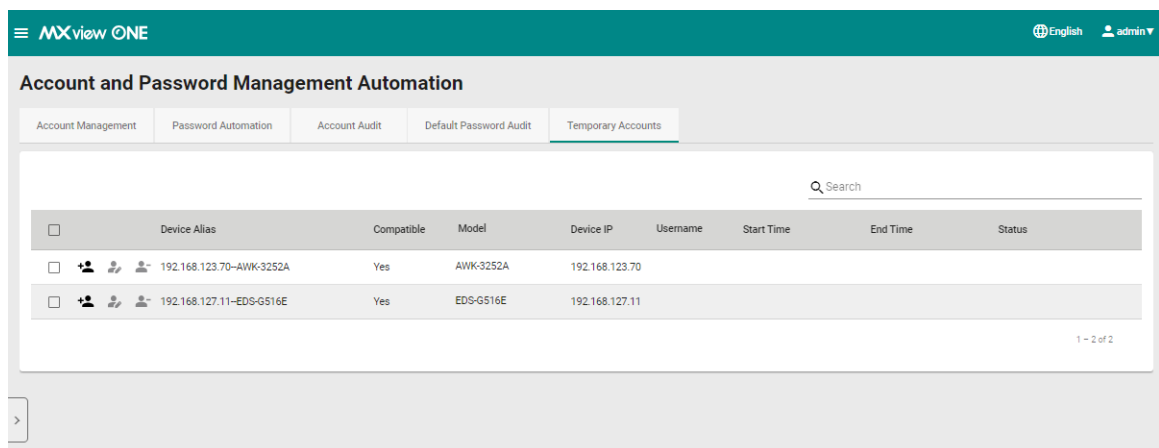 MXview ONE English admin
Account and Password Management Automation
Account Management Password Automation Account Audit Default Password Audit Temporary Accounts
Search
Device Alias Compatible Model Device IP Username Start Time End Time Status
192.168.123.70–AWK-3252A Yes AWK-3252A 192.168.123.70
192.168.127.11–EDS-G516E Yes EDS-G516E 192.168.127.11
1 – 2 of 2